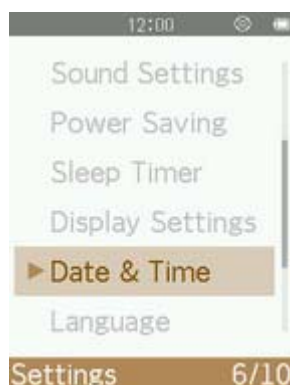 12:00
Sound Settings
Power Saving
Sleep Timer
Display Settings
Date & Time
Language
Settings 6/10